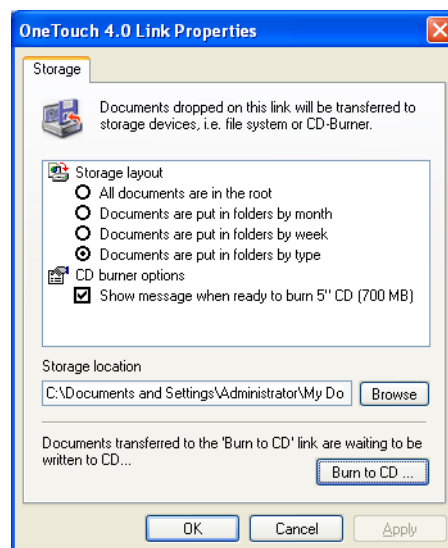 OneTouch 4.0 Link Properties
Storage
Documents dropped on this link will be transferred to
storage devices, i.e. file system or CD-Burner.
Storage layout
All documents are in the root
Documents are put in folders by month
Documents are put in folders by week
Documents are put in folders by type
CD burner options
Show message when ready to burn 5" CD (700 MB)
Storage location
C:\Documents and Settings\Administrator\My Do
Browse
Documents transferred to the 'Burn to CD' link are waiting to be
written to CD...
Burn to CD ...
OK Cancel Apply